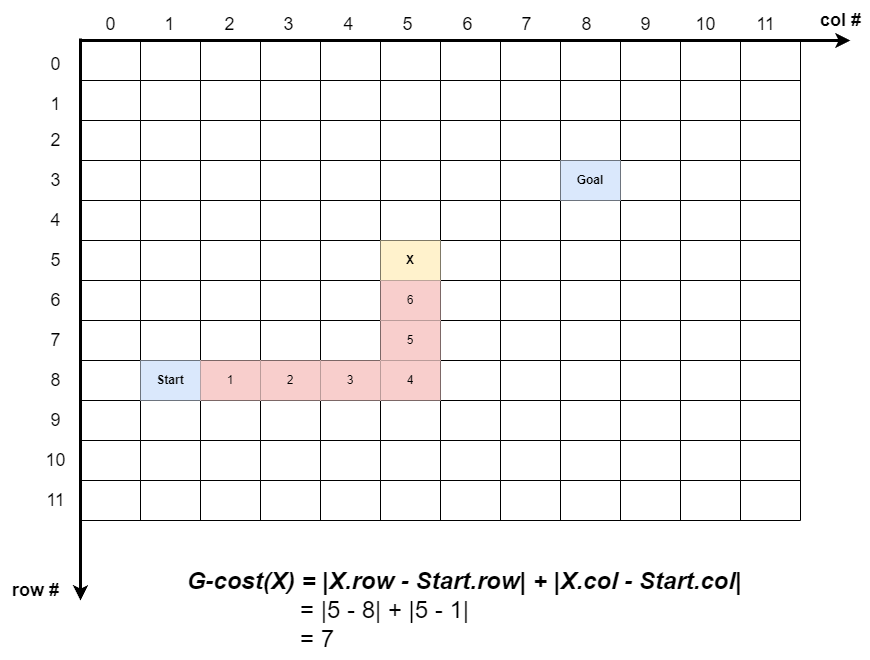 0 1 2 3 4 5 6 7 8 9 10 11 col #
0
1
2
3 Goal
4
5 X
6 6
7 5
8 Start 1 2 3 4
9
10
11
row #
G-cost(X) = |X.row - Start.row| + |X.col - Start.col|
= |5 - 8| + |5 - 1|
= 7